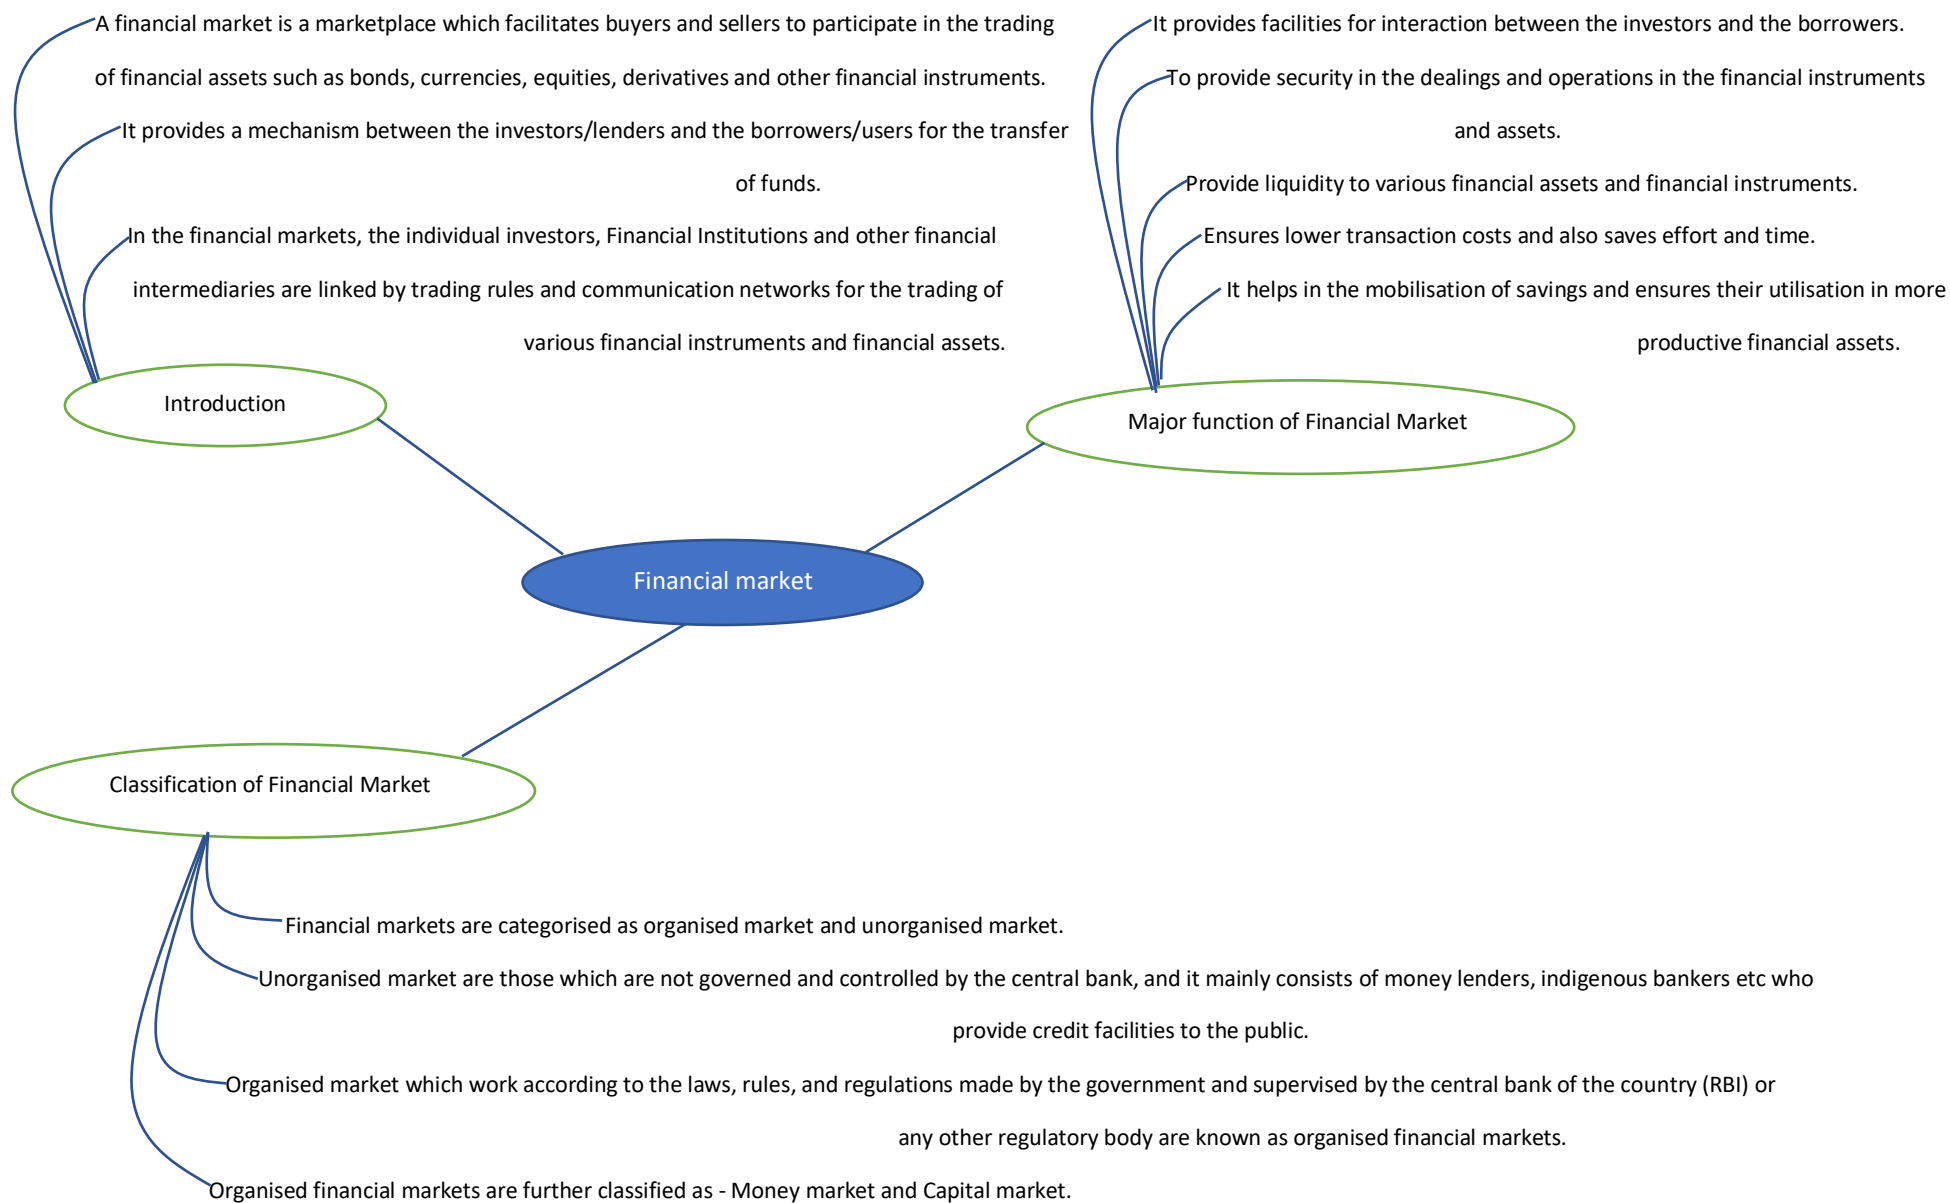 A financial market is a marketplace which facilitates buyers and sellers to participate in the trading
of financial assets such as bonds, currencies, equities, derivatives and other financial instruments.
It provides a mechanism between the investors/lenders and the borrowers/users for the transfer
of funds.
In the financial markets, the individual investors, Financial Institutions and other financial
intermediaries are linked by trading rules and communication networks for the trading of
various financial instruments and financial assets.
Introduction
It provides facilities for interaction between the investors and the borrowers.
To provide security in the dealings and operations in the financial instruments
and assets.
Provide liquidity to various financial assets and financial instruments.
Ensures lower transaction costs and also saves effort and time.
It helps in the mobilisation of savings and ensures their utilisation in more
productive financial assets.
Major function of Financial Market
Financial market
Classification of Financial Market
Financial markets are categorised as organised market and unorganised market.
Unorganised market are those which are not governed and controlled by the central bank, and it mainly consists of money lenders, indigenous bankers etc who
provide credit facilities to the public.
Organised market which work according to the laws, rules, and regulations made by the government and supervised by the central bank of the country (RBI) or
any other regulatory body are known as organised financial markets.
Organised financial markets are further classified as - Money market and Capital market.